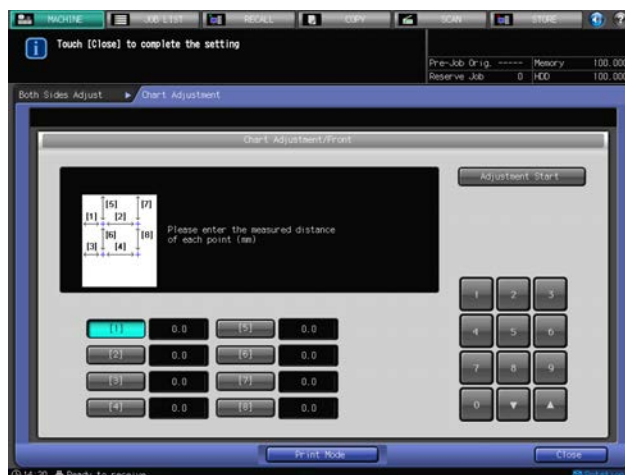 MACHINE JOB LIST RECALL COPY SCAN STORE ?
Touch [Close] to complete the setting
Pre-Job Orig. ----- Memory 100.000
Reserve Job 0 HDD 100.000
Both Sides Adjust ▶ Chart Adjustment
Chart Adjustment/Front
Adjustment Start
[5] [7]
[1] [2]
[6] [8]
[3] [4]
Please enter the measured distance
of each point (mm)
1 2 3
[1] 0.0 [5] 0.0
4 5 6
[2] 0.0 [6] 0.0
[3] 0.0 [7] 0.0
7 8 9
[4] 0.0 [8] 0.0
0 ▼ ▲
Print Mode Close
14:20 Ready to receive